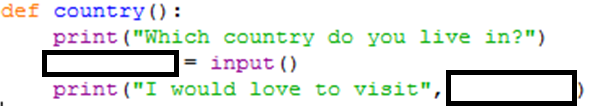 def country():
    print("Which country do you live in?")
    = input()
    print("I would love to visit", )